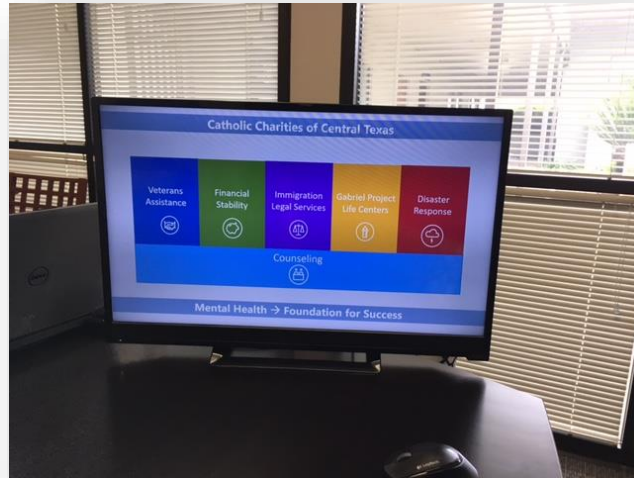 Catholic Charities of Central Texas
Veterans
Assistance
Financial
Stability
Immigration
Legal Services
Gabriel Project
Life Centers
Disaster
Response
Counseling
Mental Health → Foundation for Success
DELL